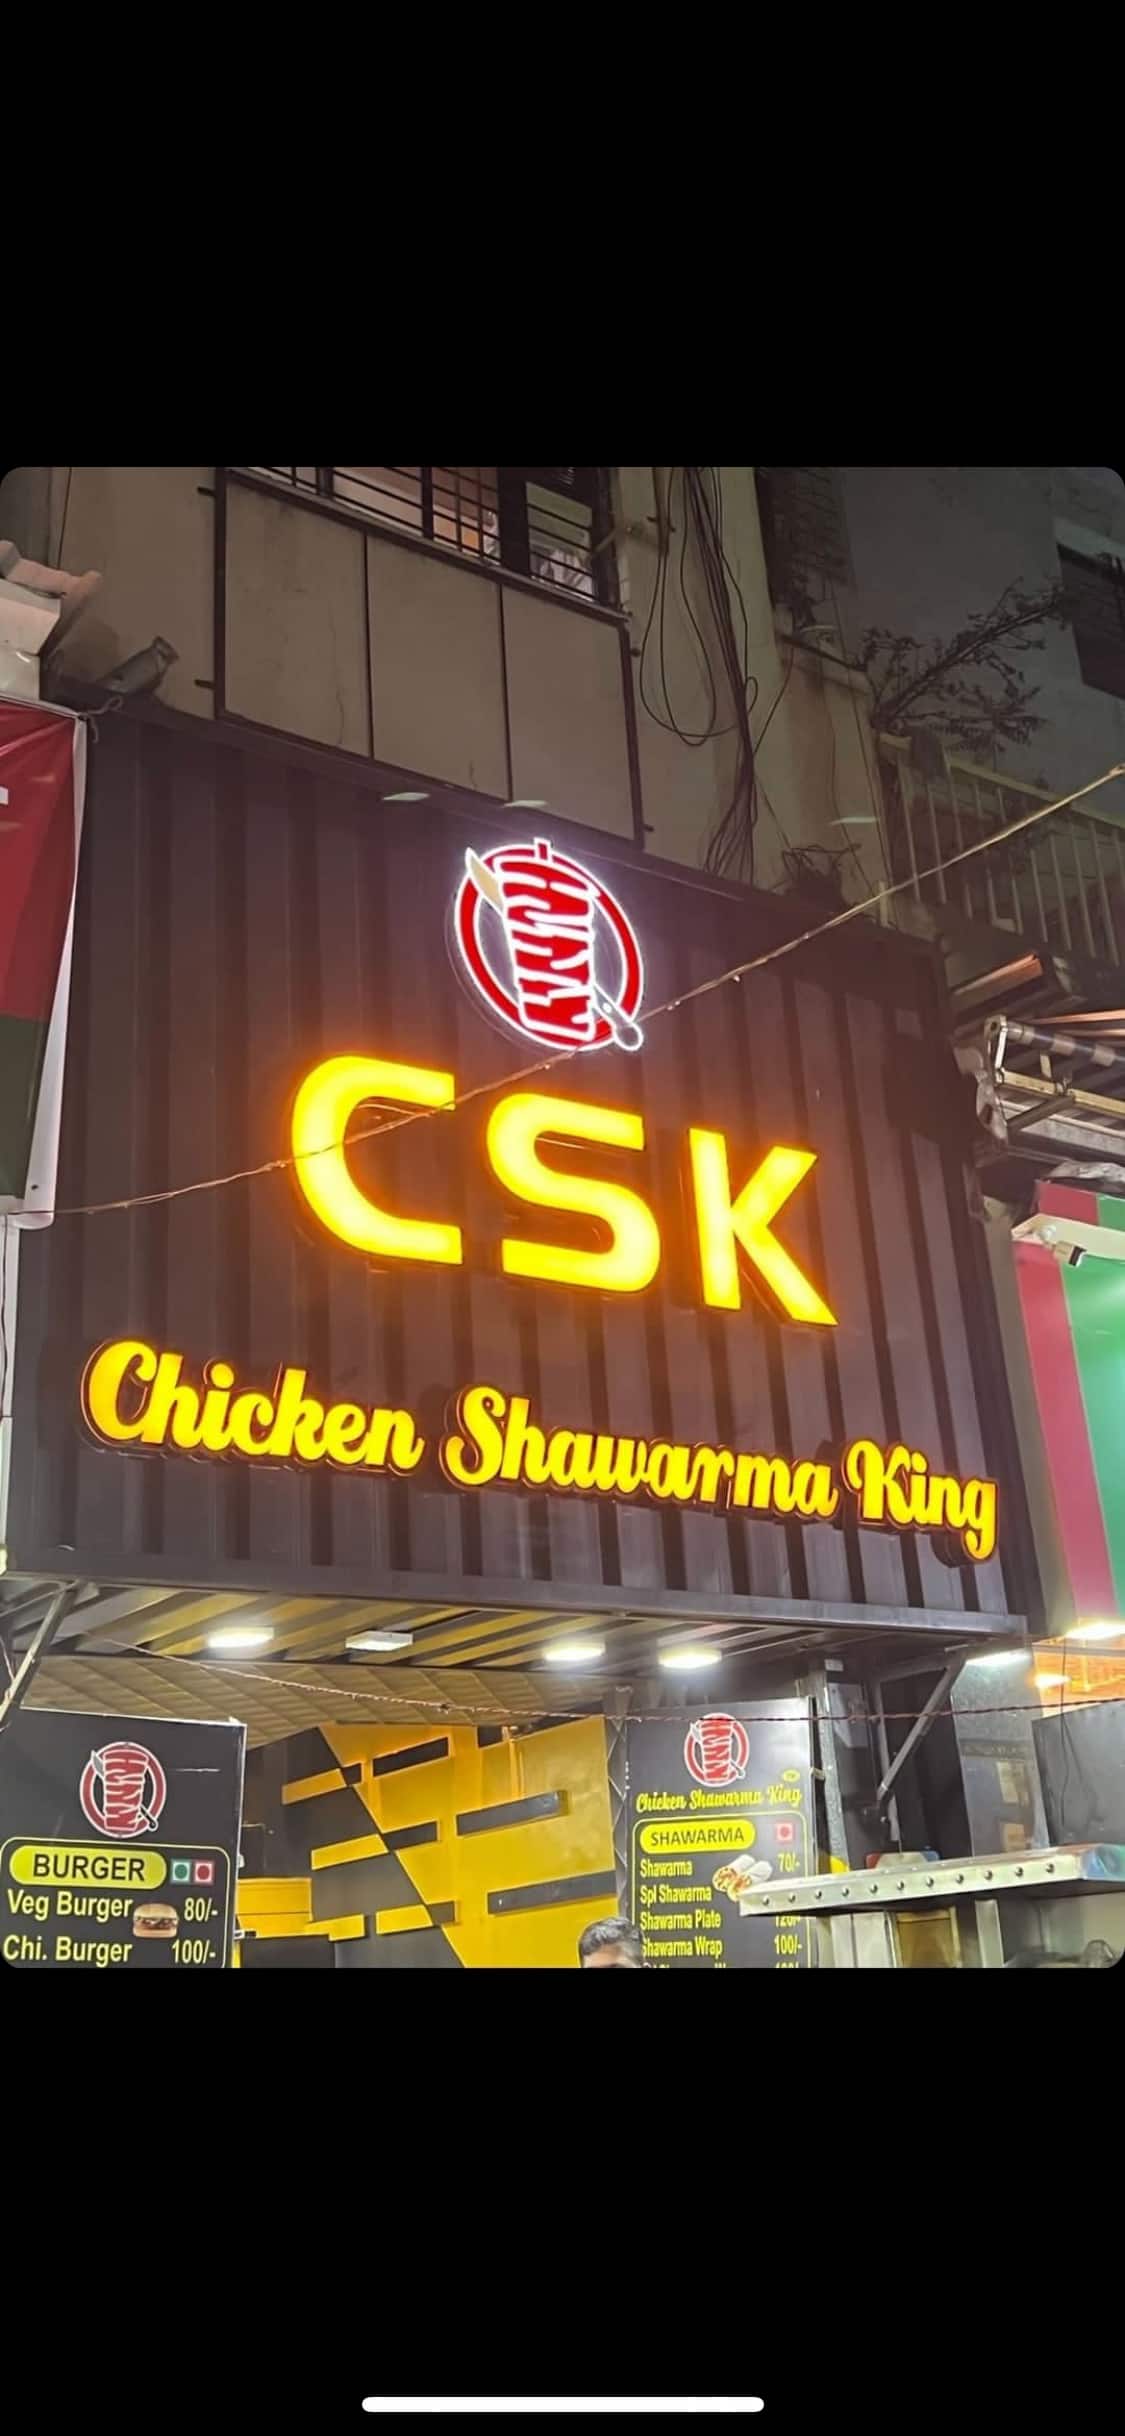 CSK
Chicken Shawarma King
BURGER
Veg Burger 80/-
Chi. Burger 100/-
Chicken Shawarma King
SHAWARMA
Shawarma 70/-
Spl Shawarma
Shawarma Plate 120/-
Shawarma Wrap 100/-